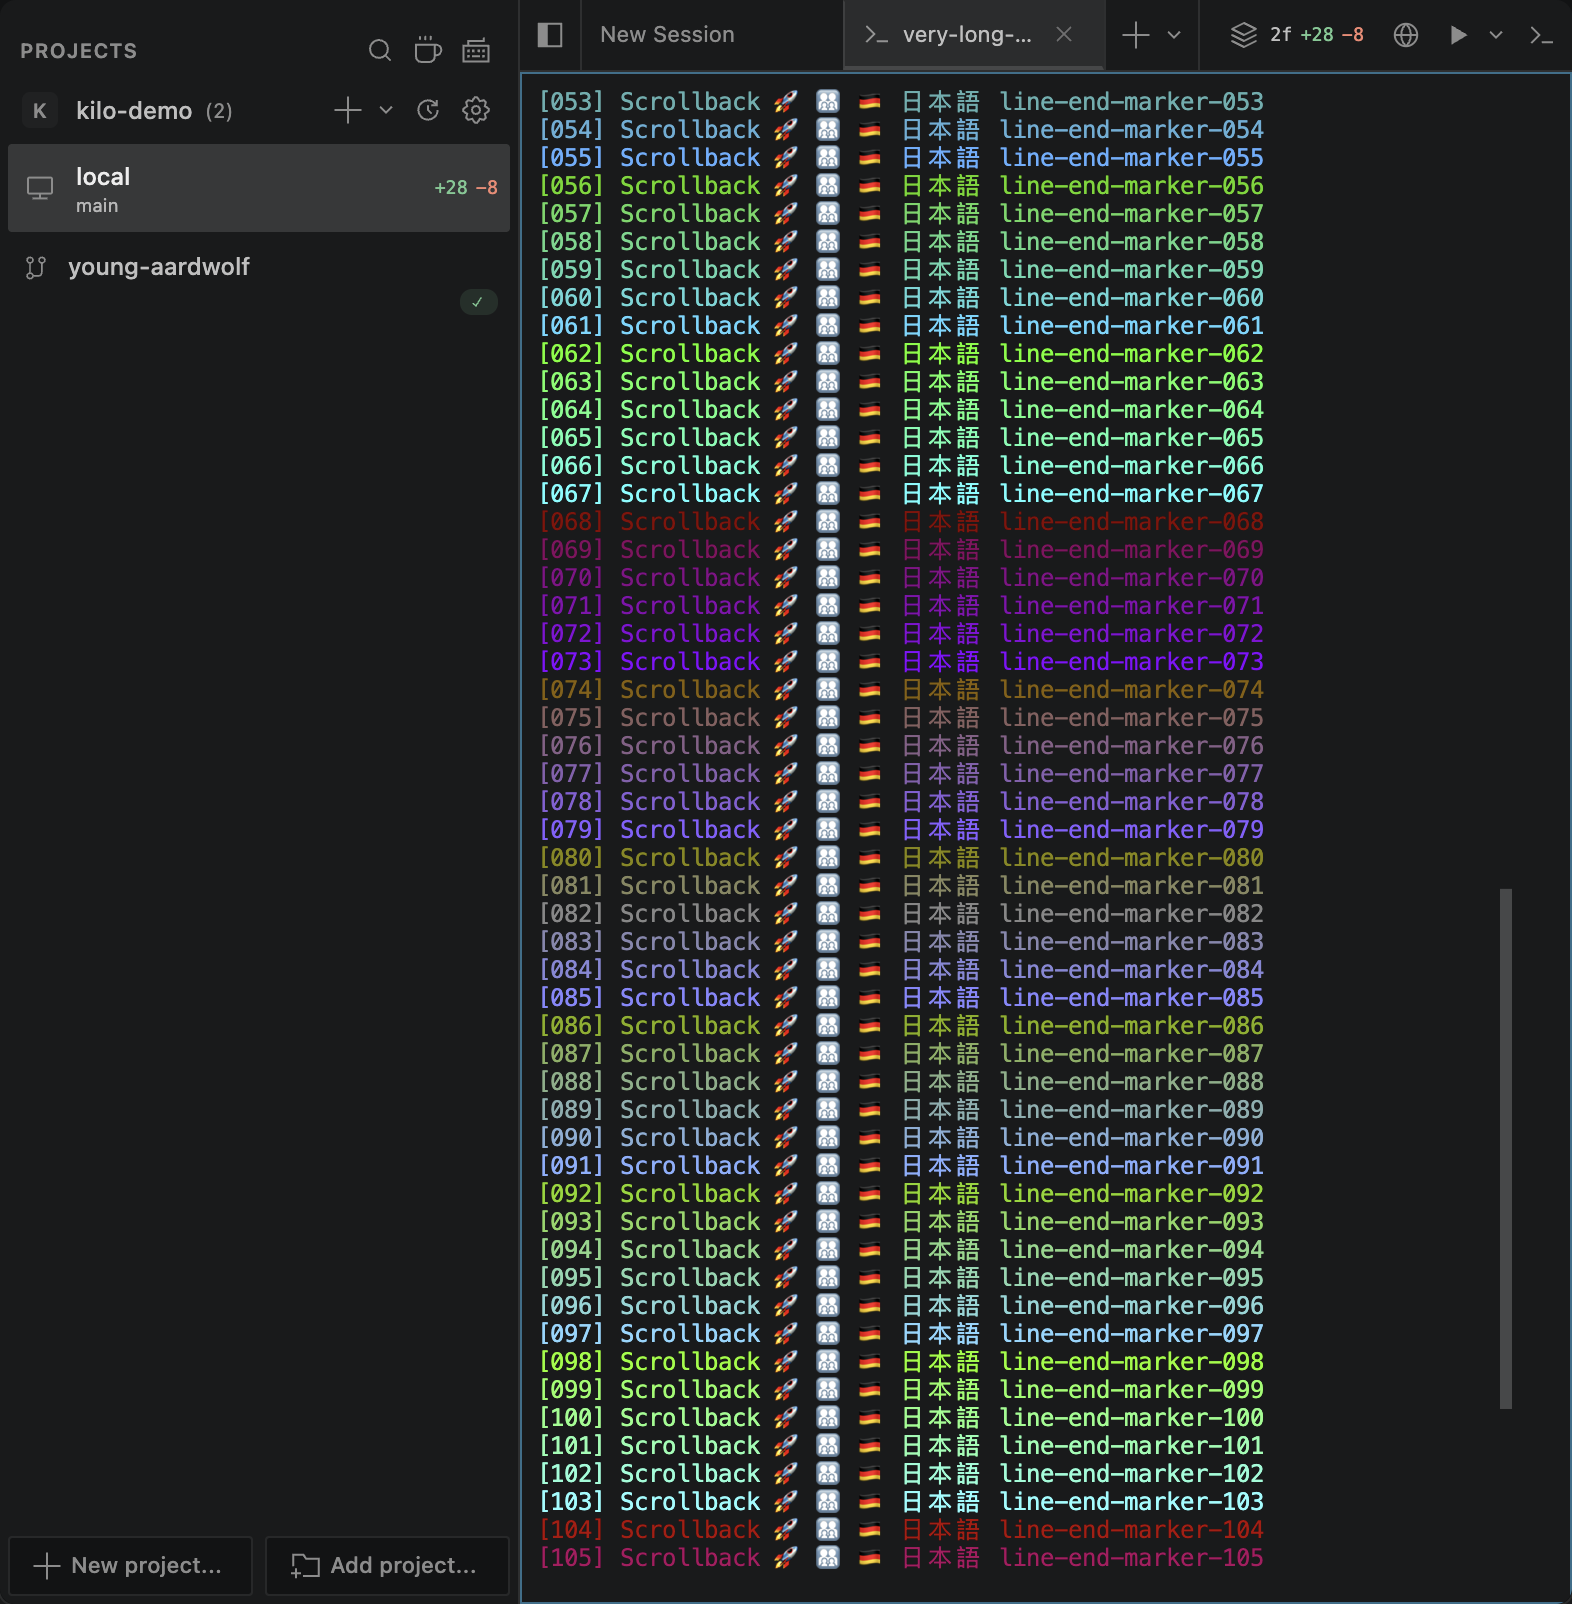 PROJECTS
K kilo-demo (2)
local
main
+28 −8
young-aardwolf
✓
New project...
Add project...
New Session
>_ very-long-...
2f +28 −8
[053] Scrollback 🚀 👨‍👩‍👧‍👦 🇩🇪 日本語 line-end-marker-053
[054] Scrollback 🚀 👨‍👩‍👧‍👦 🇩🇪 日本語 line-end-marker-054
[055] Scrollback 🚀 👨‍👩‍👧‍👦 🇩🇪 日本語 line-end-marker-055
[056] Scrollback 🚀 👨‍👩‍👧‍👦 🇩🇪 日本語 line-end-marker-056
[057] Scrollback 🚀 👨‍👩‍👧‍👦 🇩🇪 日本語 line-end-marker-057
[058] Scrollback 🚀 👨‍👩‍👧‍👦 🇩🇪 日本語 line-end-marker-058
[059] Scrollback 🚀 👨‍👩‍👧‍👦 🇩🇪 日本語 line-end-marker-059
[060] Scrollback 🚀 👨‍👩‍👧‍👦 🇩🇪 日本語 line-end-marker-060
[061] Scrollback 🚀 👨‍👩‍👧‍👦 🇩🇪 日本語 line-end-marker-061
[062] Scrollback 🚀 👨‍👩‍👧‍👦 🇩🇪 日本語 line-end-marker-062
[063] Scrollback 🚀 👨‍👩‍👧‍👦 🇩🇪 日本語 line-end-marker-063
[064] Scrollback 🚀 👨‍👩‍👧‍👦 🇩🇪 日本語 line-end-marker-064
[065] Scrollback 🚀 👨‍👩‍👧‍👦 🇩🇪 日本語 line-end-marker-065
[066] Scrollback 🚀 👨‍👩‍👧‍👦 🇩🇪 日本語 line-end-marker-066
[067] Scrollback 🚀 👨‍👩‍👧‍👦 🇩🇪 日本語 line-end-marker-067
[068] Scrollback 🚀 👨‍👩‍👧‍👦 🇩🇪 日本語 line-end-marker-068
[069] Scrollback 🚀 👨‍👩‍👧‍👦 🇩🇪 日本語 line-end-marker-069
[070] Scrollback 🚀 👨‍👩‍👧‍👦 🇩🇪 日本語 line-end-marker-070
[071] Scrollback 🚀 👨‍👩‍👧‍👦 🇩🇪 日本語 line-end-marker-071
[072] Scrollback 🚀 👨‍👩‍👧‍👦 🇩🇪 日本語 line-end-marker-072
[073] Scrollback 🚀 👨‍👩‍👧‍👦 🇩🇪 日本語 line-end-marker-073
[074] Scrollback 🚀 👨‍👩‍👧‍👦 🇩🇪 日本語 line-end-marker-074
[075] Scrollback 🚀 👨‍👩‍👧‍👦 🇩🇪 日本語 line-end-marker-075
[076] Scrollback 🚀 👨‍👩‍👧‍👦 🇩🇪 日本語 line-end-marker-076
[077] Scrollback 🚀 👨‍👩‍👧‍👦 🇩🇪 日本語 line-end-marker-077
[078] Scrollback 🚀 👨‍👩‍👧‍👦 🇩🇪 日本語 line-end-marker-078
[079] Scrollback 🚀 👨‍👩‍👧‍👦 🇩🇪 日本語 line-end-marker-079
[080] Scrollback 🚀 👨‍👩‍👧‍👦 🇩🇪 日本語 line-end-marker-080
[081] Scrollback 🚀 👨‍👩‍👧‍👦 🇩🇪 日本語 line-end-marker-081
[082] Scrollback 🚀 👨‍👩‍👧‍👦 🇩🇪 日本語 line-end-marker-082
[083] Scrollback 🚀 👨‍👩‍👧‍👦 🇩🇪 日本語 line-end-marker-083
[084] Scrollback 🚀 👨‍👩‍👧‍👦 🇩🇪 日本語 line-end-marker-084
[085] Scrollback 🚀 👨‍👩‍👧‍👦 🇩🇪 日本語 line-end-marker-085
[086] Scrollback 🚀 👨‍👩‍👧‍👦 🇩🇪 日本語 line-end-marker-086
[087] Scrollback 🚀 👨‍👩‍👧‍👦 🇩🇪 日本語 line-end-marker-087
[088] Scrollback 🚀 👨‍👩‍👧‍👦 🇩🇪 日本語 line-end-marker-088
[089] Scrollback 🚀 👨‍👩‍👧‍👦 🇩🇪 日本語 line-end-marker-089
[090] Scrollback 🚀 👨‍👩‍👧‍👦 🇩🇪 日本語 line-end-marker-090
[091] Scrollback 🚀 👨‍👩‍👧‍👦 🇩🇪 日本語 line-end-marker-091
[092] Scrollback 🚀 👨‍👩‍👧‍👦 🇩🇪 日本語 line-end-marker-092
[093] Scrollback 🚀 👨‍👩‍👧‍👦 🇩🇪 日本語 line-end-marker-093
[094] Scrollback 🚀 👨‍👩‍👧‍👦 🇩🇪 日本語 line-end-marker-094
[095] Scrollback 🚀 👨‍👩‍👧‍👦 🇩🇪 日本語 line-end-marker-095
[096] Scrollback 🚀 👨‍👩‍👧‍👦 🇩🇪 日本語 line-end-marker-096
[097] Scrollback 🚀 👨‍👩‍👧‍👦 🇩🇪 日本語 line-end-marker-097
[098] Scrollback 🚀 👨‍👩‍👧‍👦 🇩🇪 日本語 line-end-marker-098
[099] Scrollback 🚀 👨‍👩‍👧‍👦 🇩🇪 日本語 line-end-marker-099
[100] Scrollback 🚀 👨‍👩‍👧‍👦 🇩🇪 日本語 line-end-marker-100
[101] Scrollback 🚀 👨‍👩‍👧‍👦 🇩🇪 日本語 line-end-marker-101
[102] Scrollback 🚀 👨‍👩‍👧‍👦 🇩🇪 日本語 line-end-marker-102
[103] Scrollback 🚀 👨‍👩‍👧‍👦 🇩🇪 日本語 line-end-marker-103
[104] Scrollback 🚀 👨‍👩‍👧‍👦 🇩🇪 日本語 line-end-marker-104
[105] Scrollback 🚀 👨‍👩‍👧‍👦 🇩🇪 日本語 line-end-marker-105